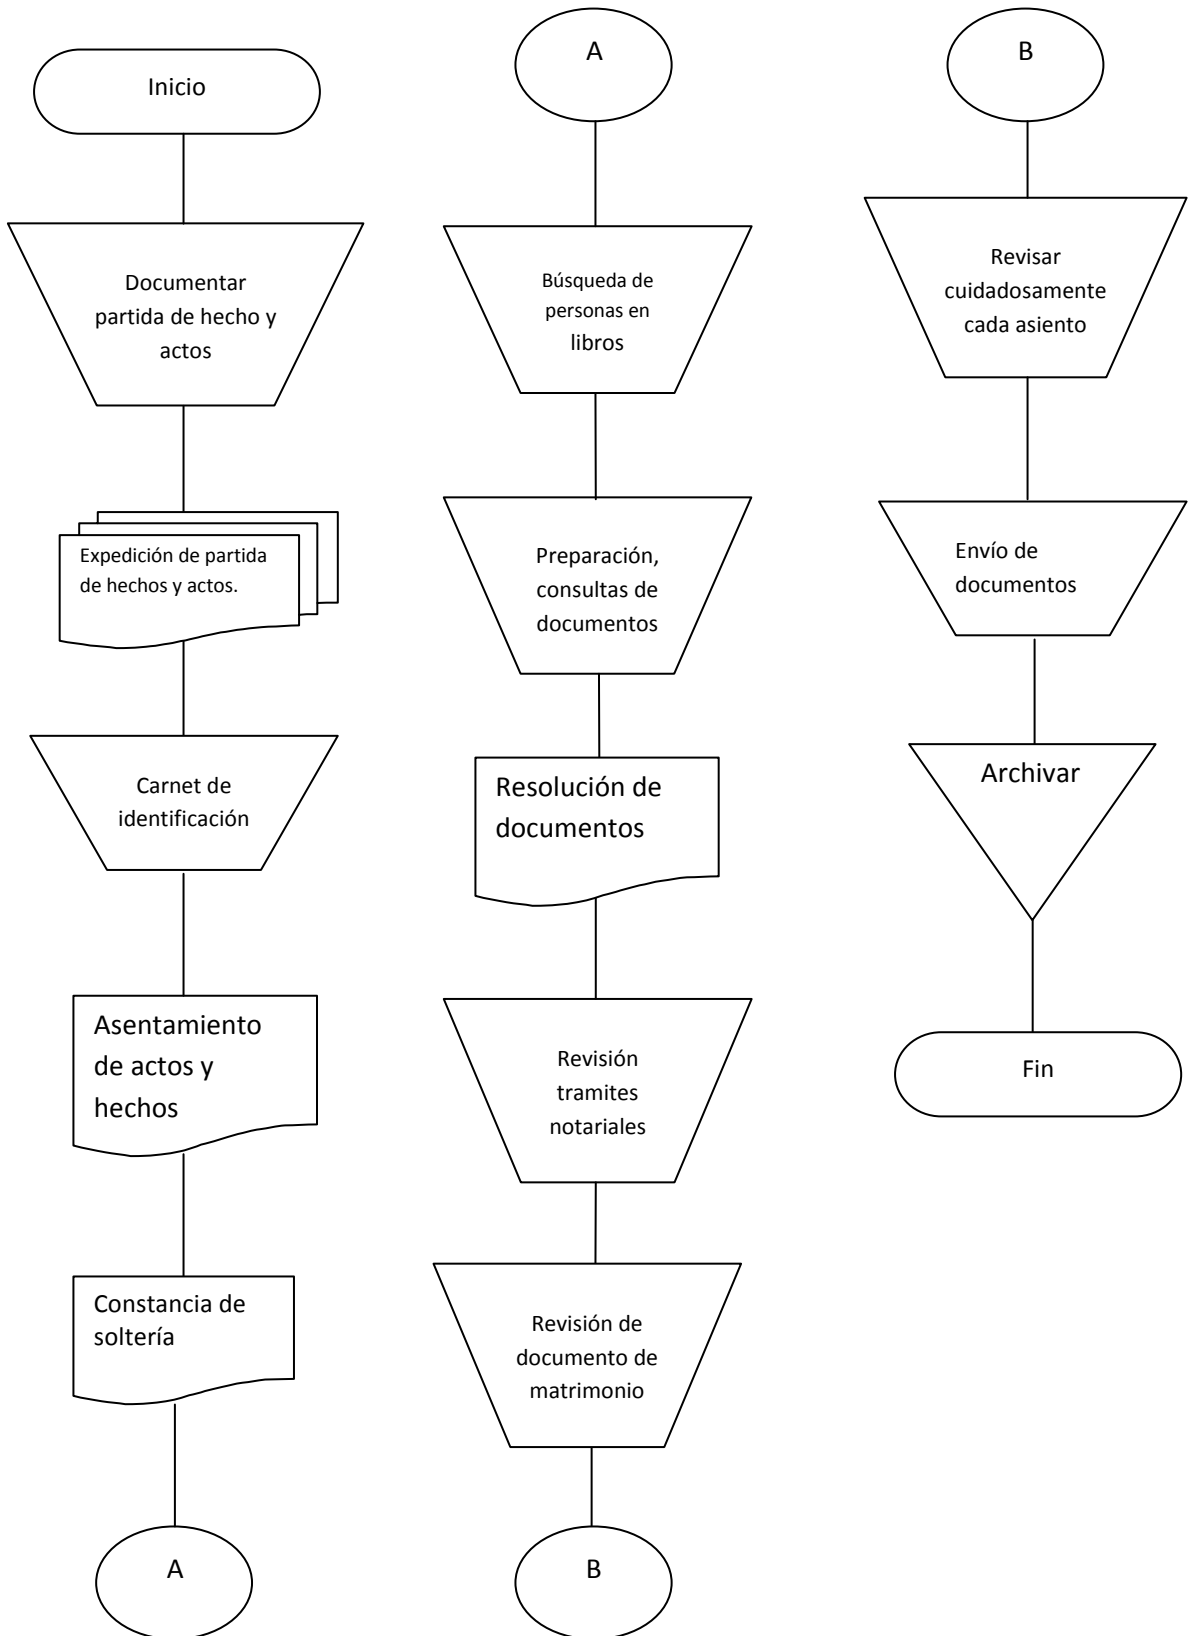 Inicio
Documentar
partida de hecho y
actos
Expedición de partida
de hechos y actos.
Carnet de
identificación
Asentamiento
de actos y
hechos
Constancia de
soltería
A
A
Búsqueda de
personas en
libros
Preparación,
consultas de
documentos
Resolución de
documentos
Revisión
tramites
notariales
Revisión de
documento de
matrimonio
B
B
Revisar
cuidadosamente
cada asiento
Envío de
documentos
Archivar
Fin